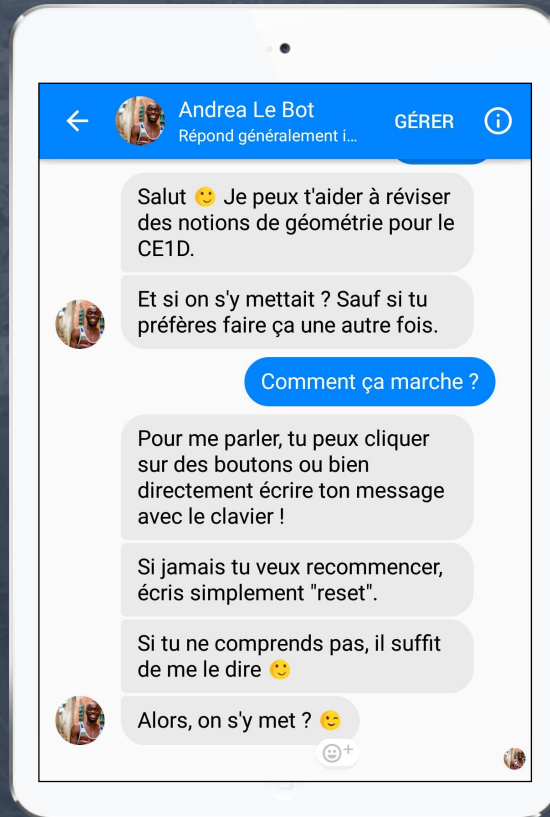 Andrea Le Bot
Répond généralement i...
GÉRER
Salut 🙂 Je peux t'aider à réviser
des notions de géométrie pour le
CE1D.
Et si on s'y mettait ? Sauf si tu
préfères faire ça une autre fois.
Comment ça marche ?
Pour me parler, tu peux cliquer
sur des boutons ou bien
directement écrire ton message
avec le clavier !
Si jamais tu veux recommencer,
écris simplement "reset".
Si tu ne comprends pas, il suffit
de me le dire 🙂
Alors, on s'y met ? 😉